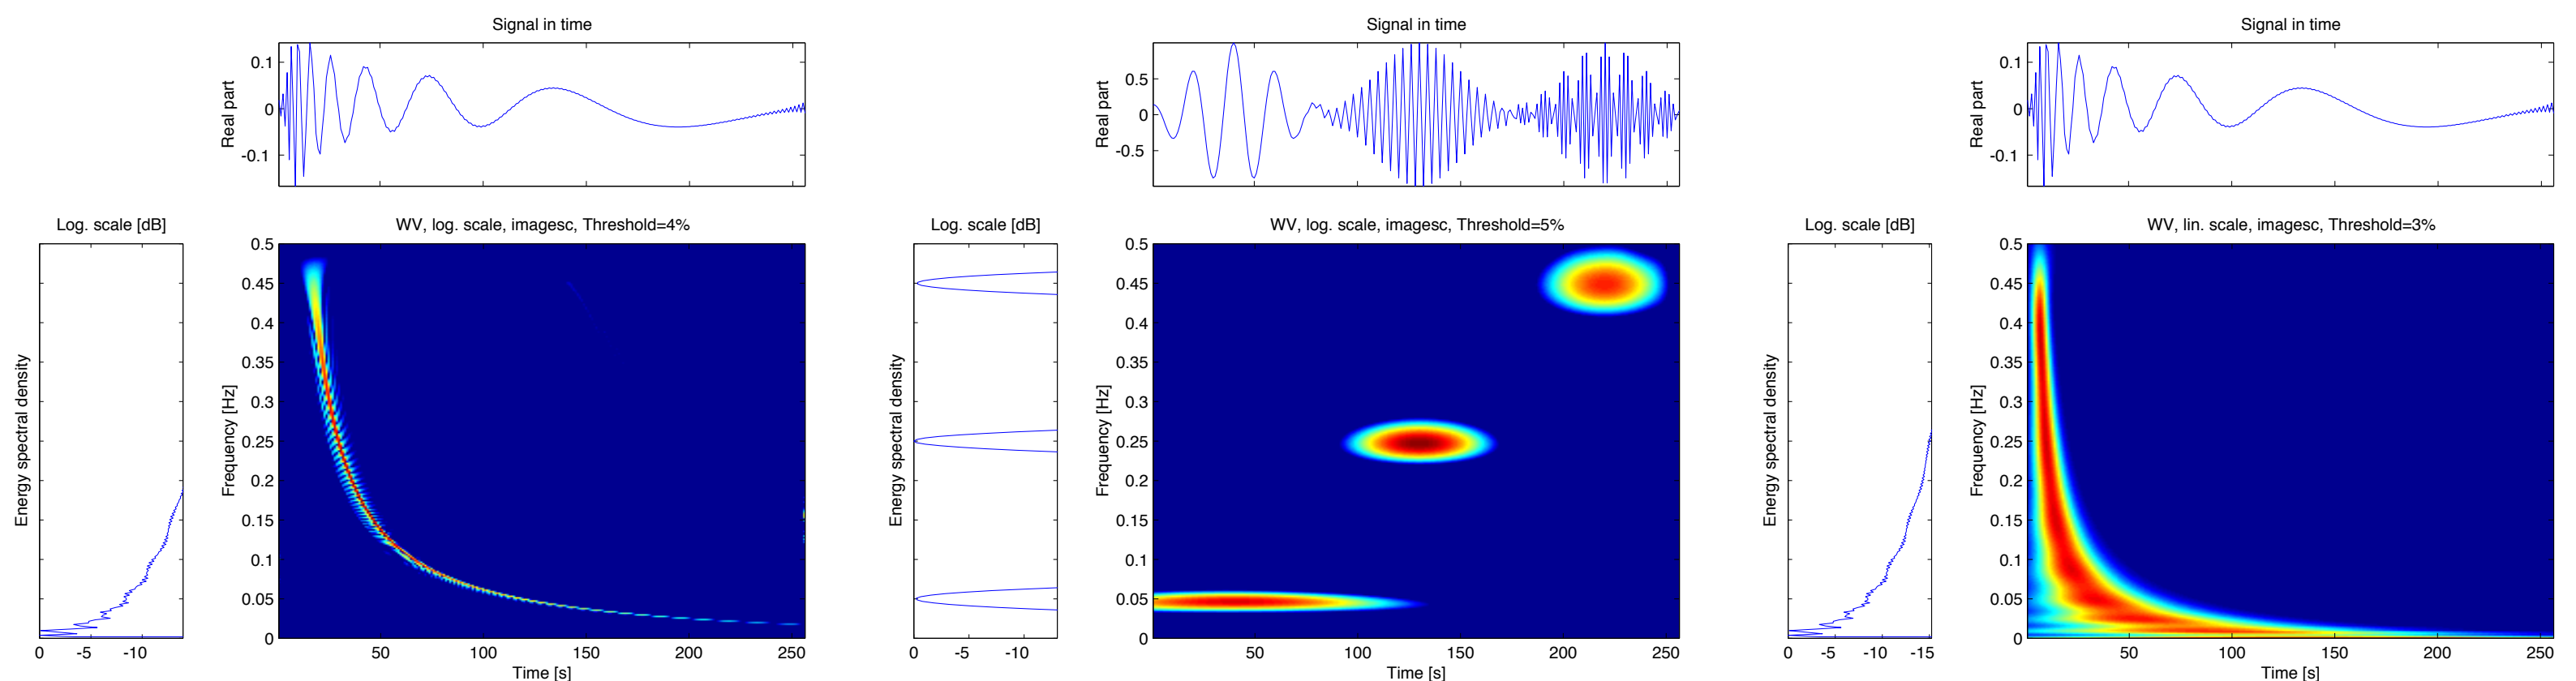 Signal in time
Real part
0.1
0
-0.1
Log. scale [dB]
Energy spectral density
0 -5 -10
WV, log. scale, imagesc, Threshold=4%
Frequency [Hz]
0.5
0.45
0.4
0.35
0.3
0.25
0.2
0.15
0.1
0.05
0
50 100 150 200 250
Time [s]
Signal in time
Real part
0.5
0
-0.5
Log. scale [dB]
Energy spectral density
0 -5 -10
WV, log. scale, imagesc, Threshold=5%
Frequency [Hz]
0.5
0.45
0.4
0.35
0.3
0.25
0.2
0.15
0.1
0.05
0
50 100 150 200 250
Time [s]
Signal in time
Real part
0.1
0
-0.1
Log. scale [dB]
Energy spectral density
0 -5 -10 -15
WV, lin. scale, imagesc, Threshold=3%
Frequency [Hz]
0.5
0.45
0.4
0.35
0.3
0.25
0.2
0.15
0.1
0.05
0
50 100 150 200 250
Time [s]